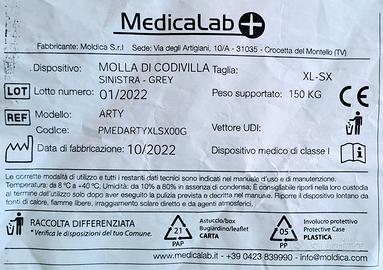 MedicaLab
Fabbricante: Moldica S.r.l Sede: Via degli Artigiani, 10/A - 31035 - Crocetta del Montello (TV)
Dispositivo: MOLLA DI CODIVILLA Taglia: XL-SX
SINISTRA - GREY
LOT Lotto numero: 01/2022 Peso supportato: 150 KG CE
REF Modello: ARTY
Codice: PMEDARTYXLSX00G Vettore UDI:
Data di fabbricazione: 10/2022 Dispositivo medico di classe I
Le corrette modalità di utilizzo e tutti i restanti dati tecnici sono indicati nel manuale d'uso e di manutenzione.
Temperatura: da 8 °C a +40 °C; Umidità: da 10% a 80% in assenza di condensa; È consigliabile riporli nella custodia
al termine dell'utilizzo solo dopo aver eseguito le pulizia prevista e descritta nel manuale. Riporre il dispositivo lontano da
fonti di calore, fiamme libere, irraggiamento solare diretto e da agenti atmosferici.
RACCOLTA DIFFERENZIATA
* Verifica le disposizioni del tuo Comune.
21
PAP
Astuccio/box
Bugiardino/leaflet
CARTA
05
PP
Involucro protettivo
Protective Case
PLASTICA
www.medicalab.it - +39 0423 839990 - info@moldica.com